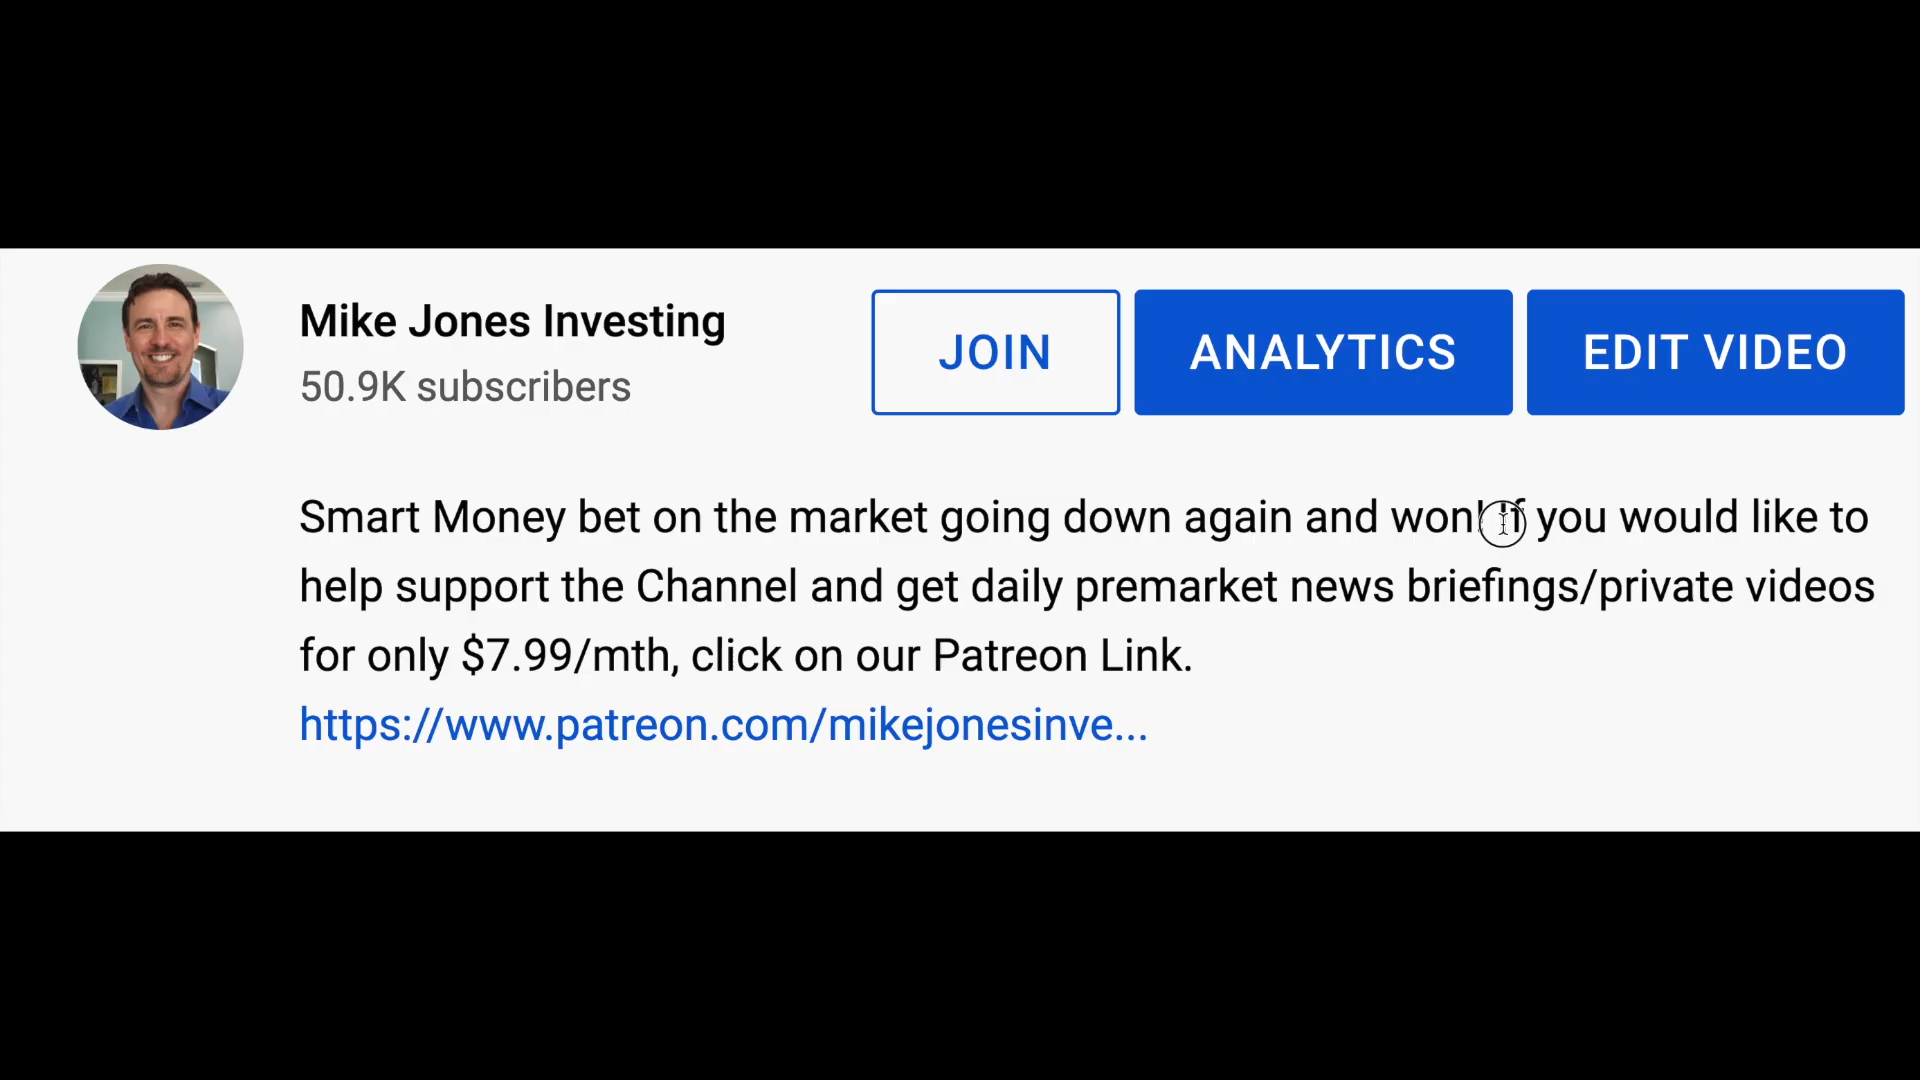 Mike Jones Investing
50.9K subscribers
JOIN
ANALYTICS
EDIT VIDEO
Smart Money bet on the market going down again and won! If you would like to
help support the Channel and get daily premarket news briefings/private videos
for only $7.99/mth, click on our Patreon Link.
https://www.patreon.com/mikejonesinve...